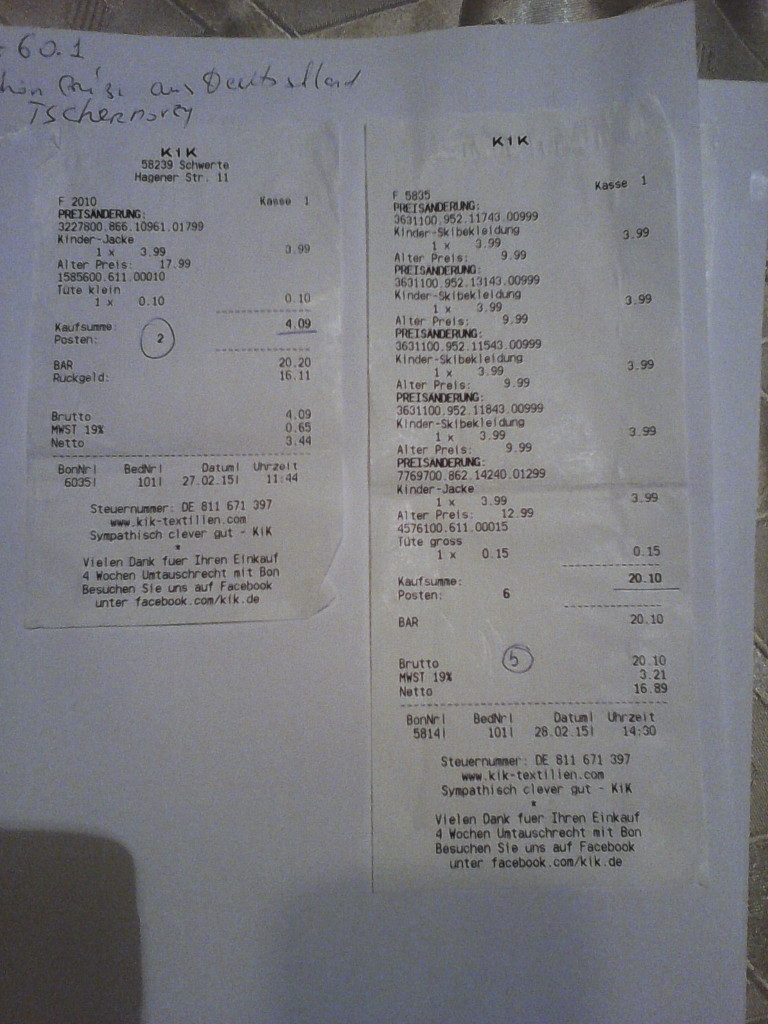 60.1
aus Deutschland
Tschernovcy
KiK
58239 Schwerte
Hagener Str. 11
F 2010 Kasse 1
PREISÄNDERUNG:
3227800.866.10961.01799
Kinder-Jacke
1 x 3.99 3.99
Alter Preis: 17.99
1585600.611.00010
Tüte klein
1 x 0.10 0.10
Kaufsumme: 4.09
Posten: 2
BAR 20.20
Rückgeld: 16.11
Brutto 4.09
MWST 19% 0.65
Netto 3.44
BonNr| BedNr| Datum| Uhrzeit
6035| 101| 27.02.15| 11:44
Steuernummer: DE 811 671 397
www.kik-textilien.com
Sympathisch clever gut - KiK
*
Vielen Dank fuer Ihren Einkauf
4 Wochen Umtauschrecht mit Bon
Besuchen Sie uns auf Facebook
unter facebook.com/kik.de
KiK
F 5835 Kasse 1
PREISÄNDERUNG:
3631100.952.11743.00999
Kinder-Skibekleidung
1 x 3.99 3.99
Alter Preis: 9.99
PREISÄNDERUNG:
3631100.952.13143.00999
Kinder-Skibekleidung
1 x 3.99 3.99
Alter Preis: 9.99
PREISÄNDERUNG:
3631100.952.11543.00999
Kinder-Skibekleidung
1 x 3.99 3.99
Alter Preis: 9.99
PREISÄNDERUNG:
3631100.952.11843.00999
Kinder-Skibekleidung
1 x 3.99 3.99
Alter Preis: 9.99
PREISÄNDERUNG:
7769700.862.14240.01299
Kinder-Jacke
1 x 3.99 3.99
Alter Preis: 12.99
4576100.611.00015
Tüte gross
1 x 0.15 0.15
Kaufsumme: 20.10
Posten: 6
BAR 20.10
5
Brutto 20.10
MWST 19% 3.21
Netto 16.89
BonNr| BedNr| Datum| Uhrzeit
5814| 101| 28.02.15| 14:30
Steuernummer: DE 811 671 397
www.kik-textilien.com
Sympathisch clever gut - KiK
*
Vielen Dank fuer Ihren Einkauf
4 Wochen Umtauschrecht mit Bon
Besuchen Sie uns auf Facebook
unter facebook.com/kik.de